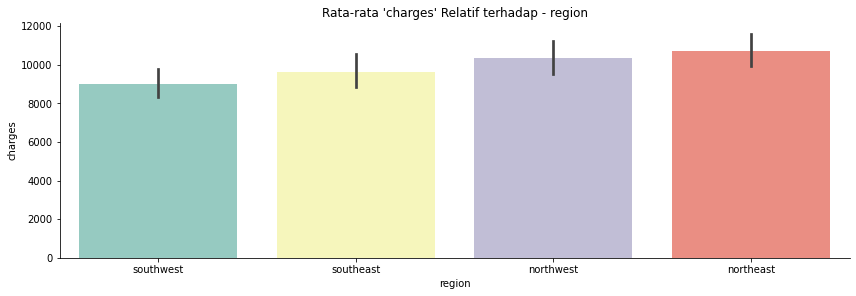 Rata-rata 'charges' Relatif terhadap - region
12000
10000
8000
6000
4000
2000
0
charges
southwest southeast northwest northeast
region